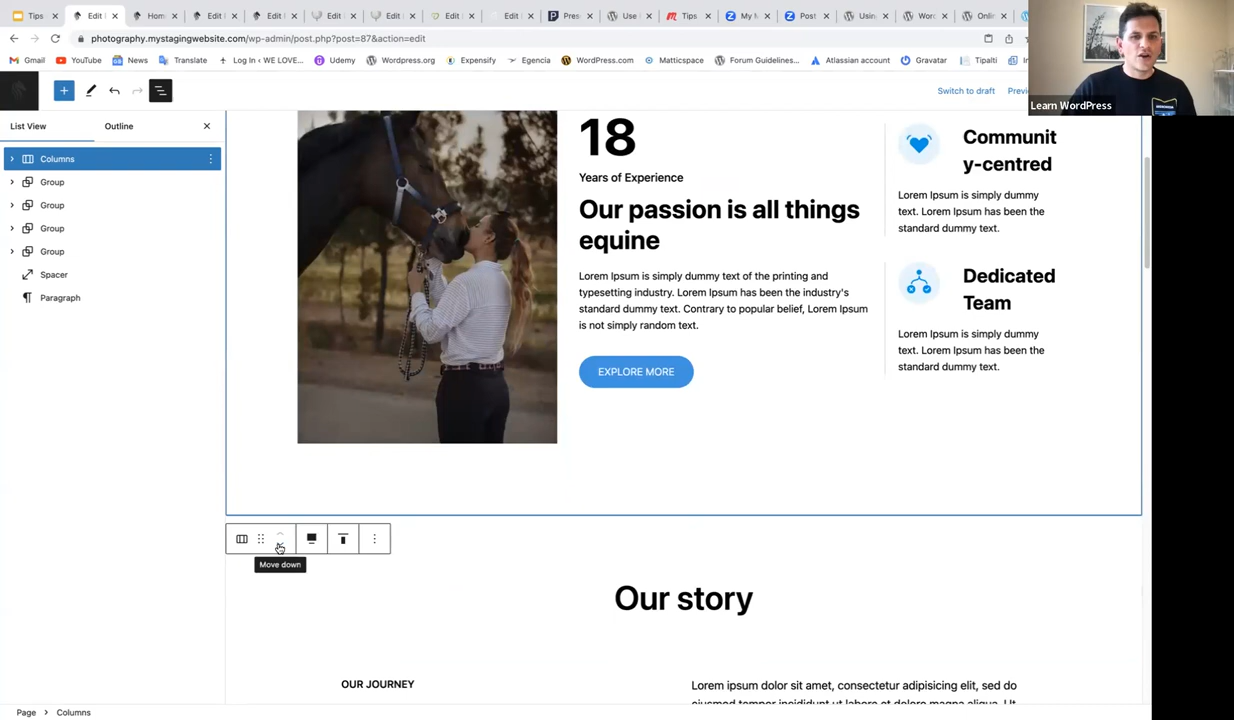 Tips
Edit
Hom
Edit
Edit
Edit
Edit
Edit
Edit
Pres
Use
Tips
My M
Post
Usin
Word
Onlin
photography.mystagingwebsite.com/wp-admin/post.php?post=87&action=edit
Gmail
YouTube
News
Translate
Log In ‹ WE LOVE...
Udemy
Wordpress.org
Expensify
Egencia
WordPress.com
Matticspace
Forum Guidelines...
Atlassian account
Gravatar
Tipalti
Learn WordPress
Switch to draft
List View
Outline
Columns
Group
Group
Group
Group
Spacer
Paragraph
18
Years of Experience
Our passion is all things
equine
Lorem Ipsum is simply dummy text of the printing and
typesetting industry. Lorem Ipsum has been the industry's
standard dummy text. Contrary to popular belief, Lorem Ipsum
is not simply random text.
EXPLORE MORE
Communit
y-centred
Lorem Ipsum is simply dummy
text. Lorem Ipsum has been the
standard dummy text.
Dedicated
Team
Lorem Ipsum is simply dummy
text. Lorem Ipsum has been the
standard dummy text.
Move down
Our story
OUR JOURNEY
Lorem ipsum dolor sit amet, consectetur adipisicing elit, sed do
Page
Columns